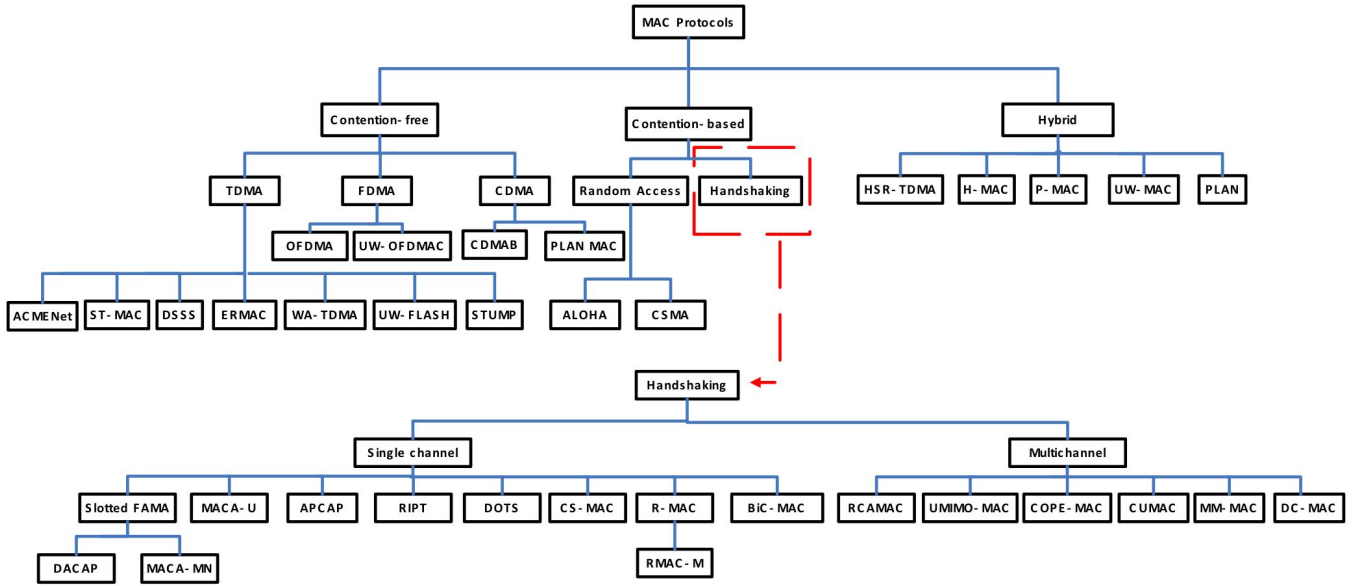 MAC Protocols
Contention- free
Contention- based
Hybrid
TDMA
FDMA
CDMA
Random Access
Handshaking
HSR- TDMA
H- MAC
P- MAC
UW- MAC
PLAN
OFDMA
UW- OFDMAC
CDMAB
PLAN MAC
ACMENet
ST- MAC
DSSS
ERMAC
WA- TDMA
UW- FLASH
STUMP
ALOHA
CSMA
Handshaking
Single channel
Multichannel
Slotted FAMA
MACA- U
APCAP
RIPT
DOTS
CS- MAC
R- MAC
BiC- MAC
RCAMAC
UMIMO- MAC
COPE- MAC
CUMAC
MM- MAC
DC- MAC
DACAP
MACA- MN
RMAC- M